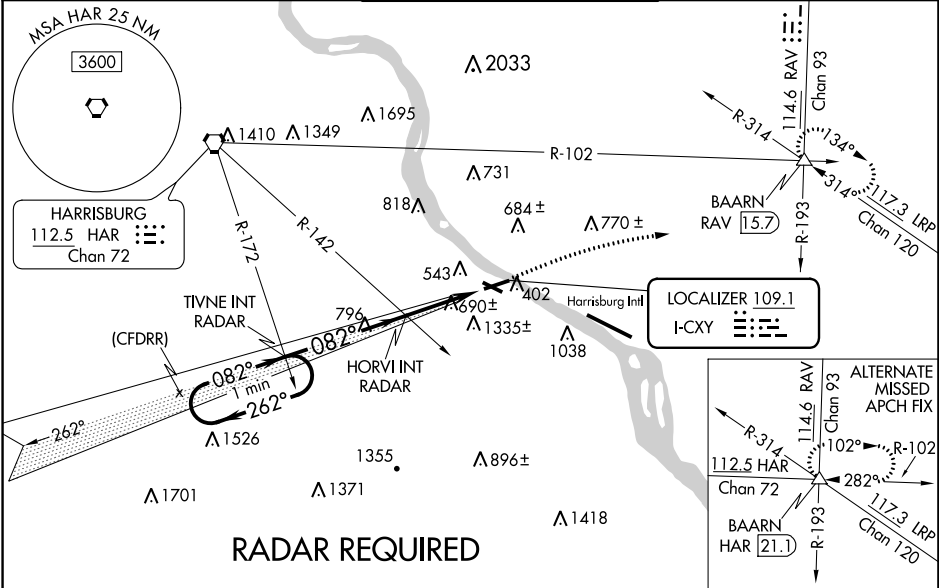 MSA HAR 25 NM
3600
2033
1695
1410
1349
114.6 RAV
Chan 93
R-314
134°
314°
117.3 LRP
Chan 120
R-102
BAARN
RAV 15.7
R-193
731
818
684 ±
770 ±
HARRISBURG
112.5 HAR
Chan 72
R-172
R-142
543
402
Harrisburg Intl
LOCALIZER 109.1
I-CXY
TIVNE INT
RADAR
796
690±
1335±
1038
(CFDRR)
082°
082°
1 min
262°
HORVI INT
RADAR
262°
1526
1355
896±
1701
1371
1418
RADAR REQUIRED
ALTERNATE
MISSED
APCH FIX
114.6 RAV
Chan 93
R-314
102°
R-102
112.5 HAR
Chan 72
282°
117.3 LRP
Chan 120
BAARN
HAR 21.1
R-193